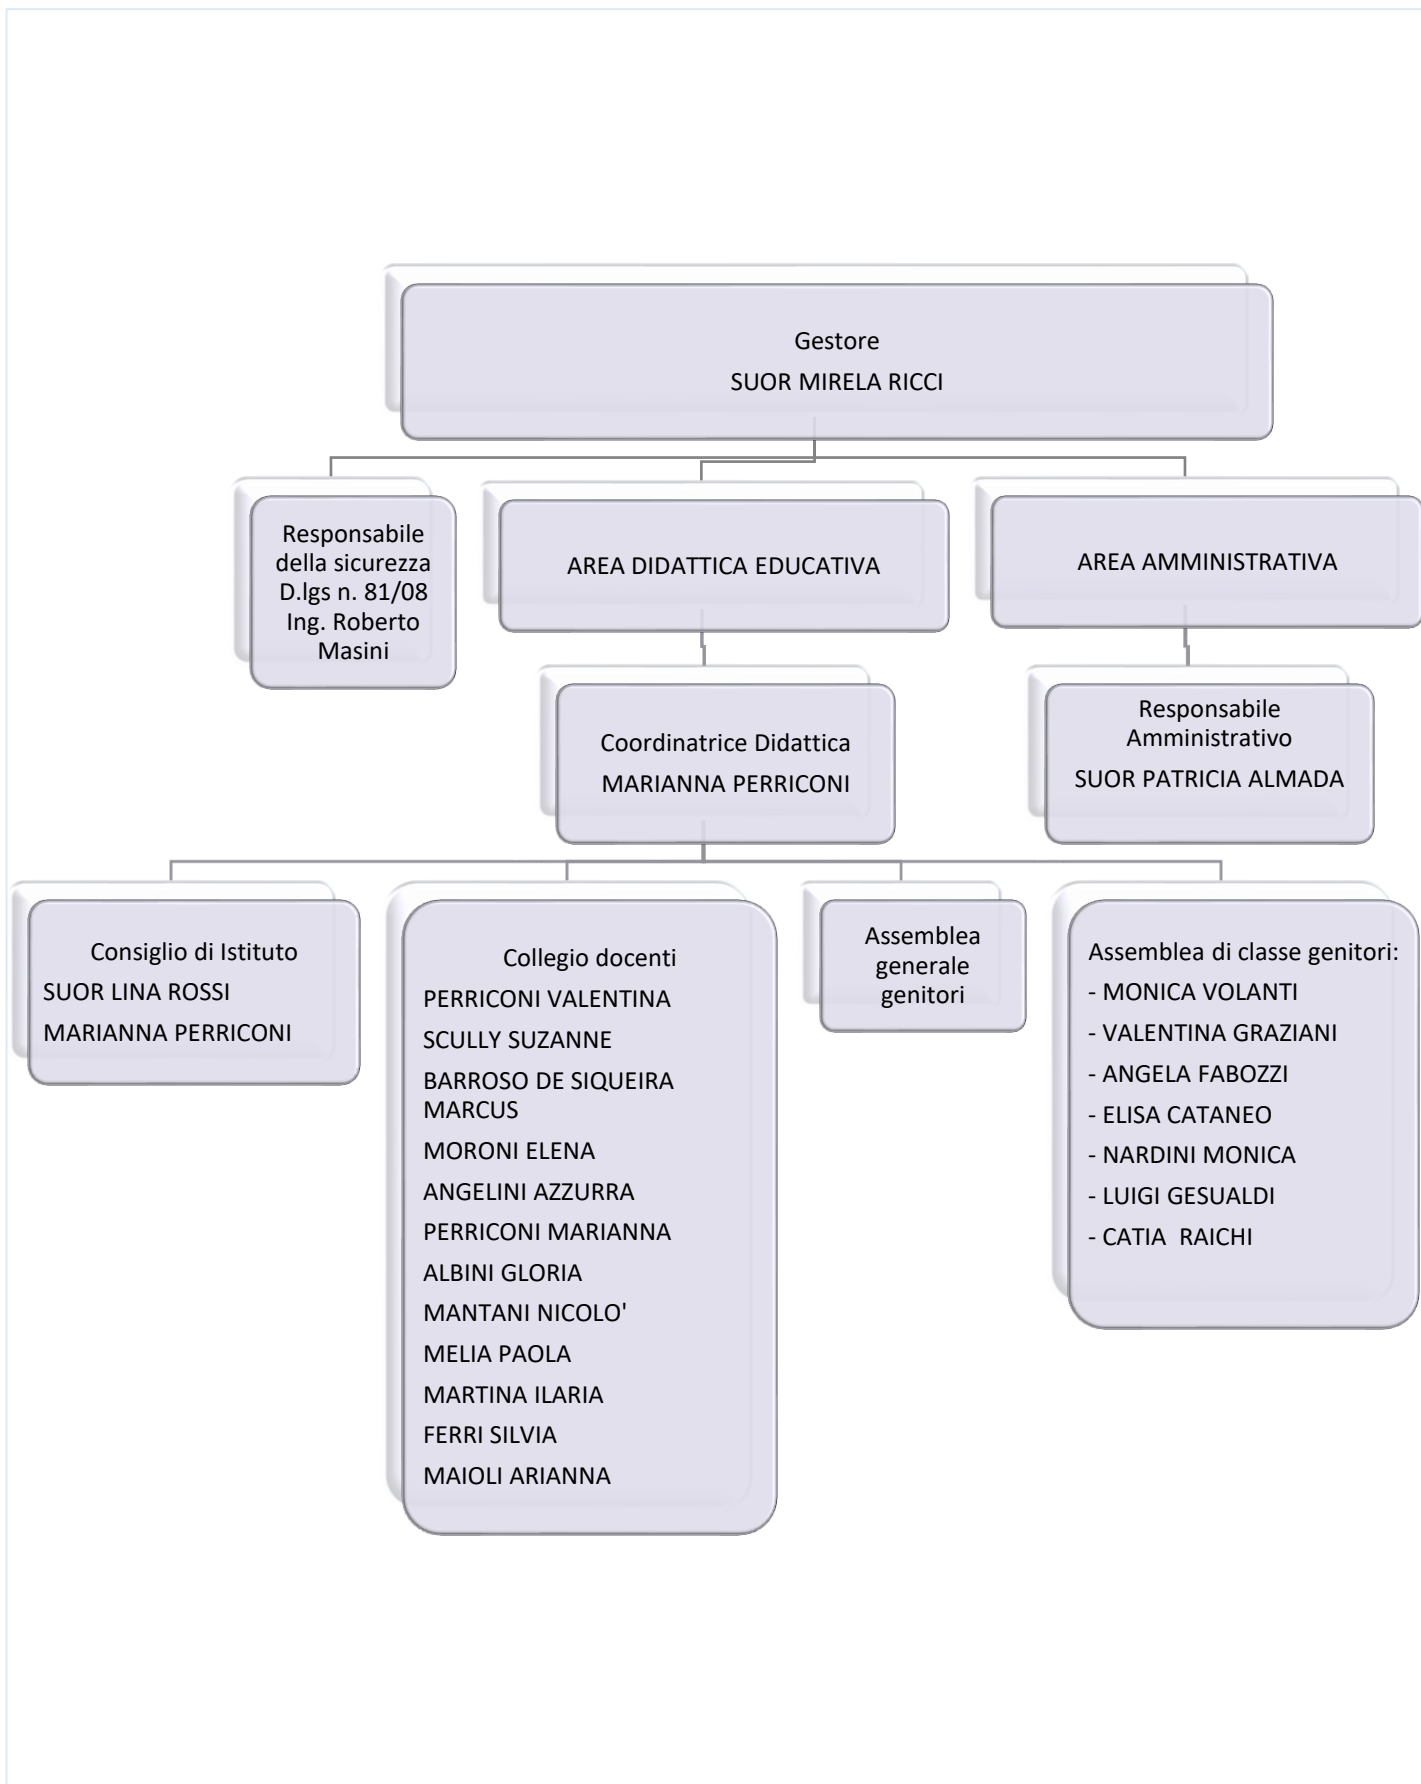 Gestore
SUOR MIRELA RICCI
Responsabile
della sicurezza
D.lgs n. 81/08
Ing. Roberto
Masini
AREA DIDATTICA EDUCATIVA
AREA AMMINISTRATIVA
Coordinatrice Didattica
MARIANNA PERRICONI
Responsabile
Amministrativo
SUOR PATRICIA ALMADA
Consiglio di Istituto
SUOR LINA ROSSI
MARIANNA PERRICONI
Collegio docenti
PERRICONI VALENTINA
SCULLY SUZANNE
BARROSO DE SIQUEIRA
MARCUS
MORONI ELENA
ANGELINI AZZURRA
PERRICONI MARIANNA
ALBINI GLORIA
MANTANI NICOLO'
MELIA PAOLA
MARTINA ILARIA
FERRI SILVIA
MAIOLI ARIANNA
Assemblea
generale
genitori
Assemblea di classe genitori:
- MONICA VOLANTI
- VALENTINA GRAZIANI
- ANGELA FABOZZI
- ELISA CATANEO
- NARDINI MONICA
- LUIGI GESUALDI
- CATIA  RAICHI